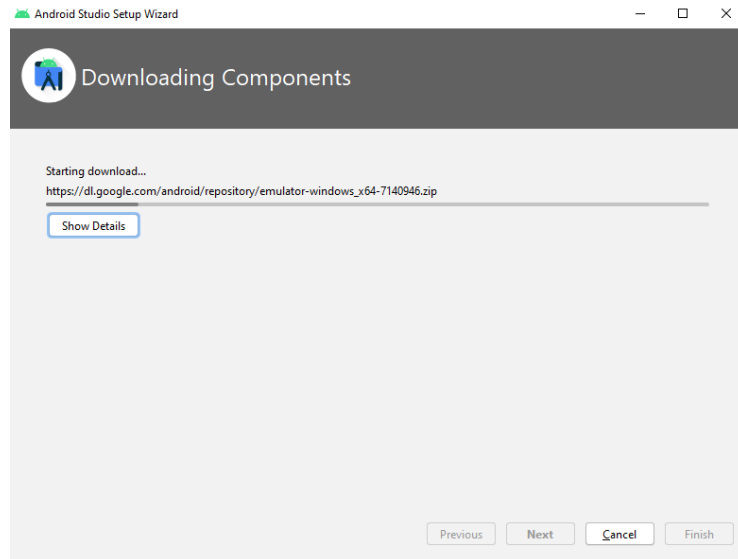 Android Studio Setup Wizard
Downloading Components
Starting download...
https://dl.google.com/android/repository/emulator-windows_x64-7140946.zip
Show Details
Previous Next Cancel Finish